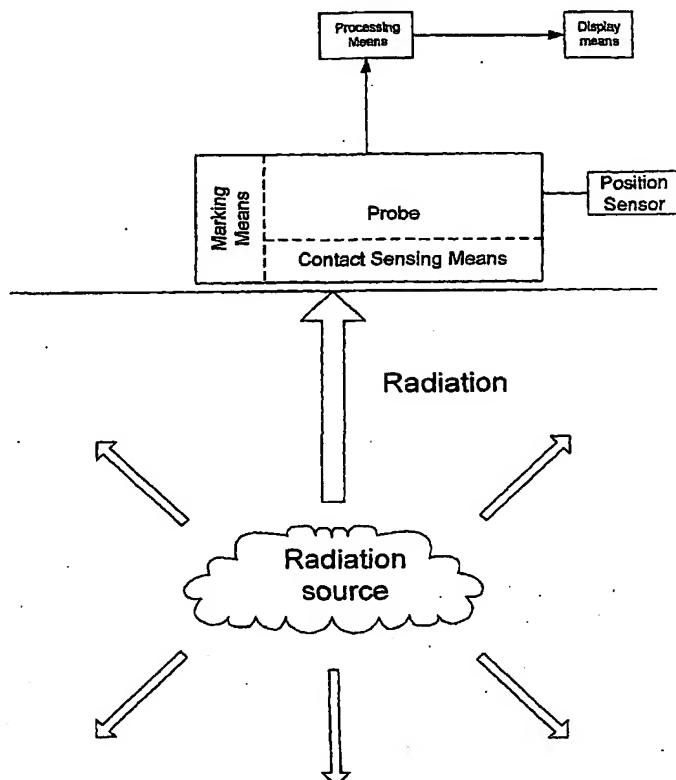 Processing
Means
Display
means
Marking
Means
Probe
Contact Sensing Means
Position
Sensor
Radiation
Radiation
source